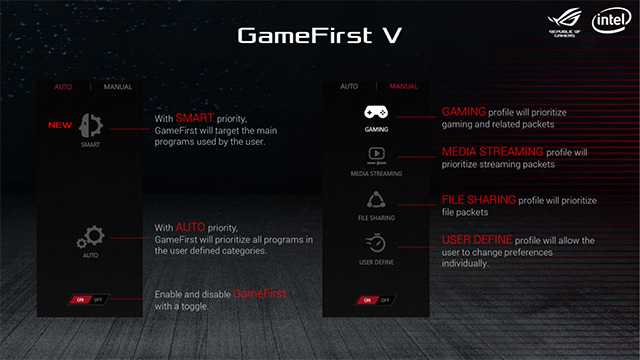 GameFirst V
REPUBLIC OF
GAMERS
intel
AUTO
MANUAL
NEW
SMART
With SMART priority,
GameFirst will target the main
programs used by the user.
AUTO
With AUTO priority,
GameFirst will prioritize all programs in
the user defined categories.
ON OFF
Enable and disable GameFirst
with a toggle.
AUTO
MANUAL
GAMING
GAMING profile will prioritize
gaming and related packets
MEDIA STREAMING
MEDIA STREAMING profile will
prioritize streaming packets
FILE SHARING
FILE SHARING profile will prioritize
file packets
USER DEFINE
USER DEFINE profile will allow the
user to change preferences
individually.
ON OFF